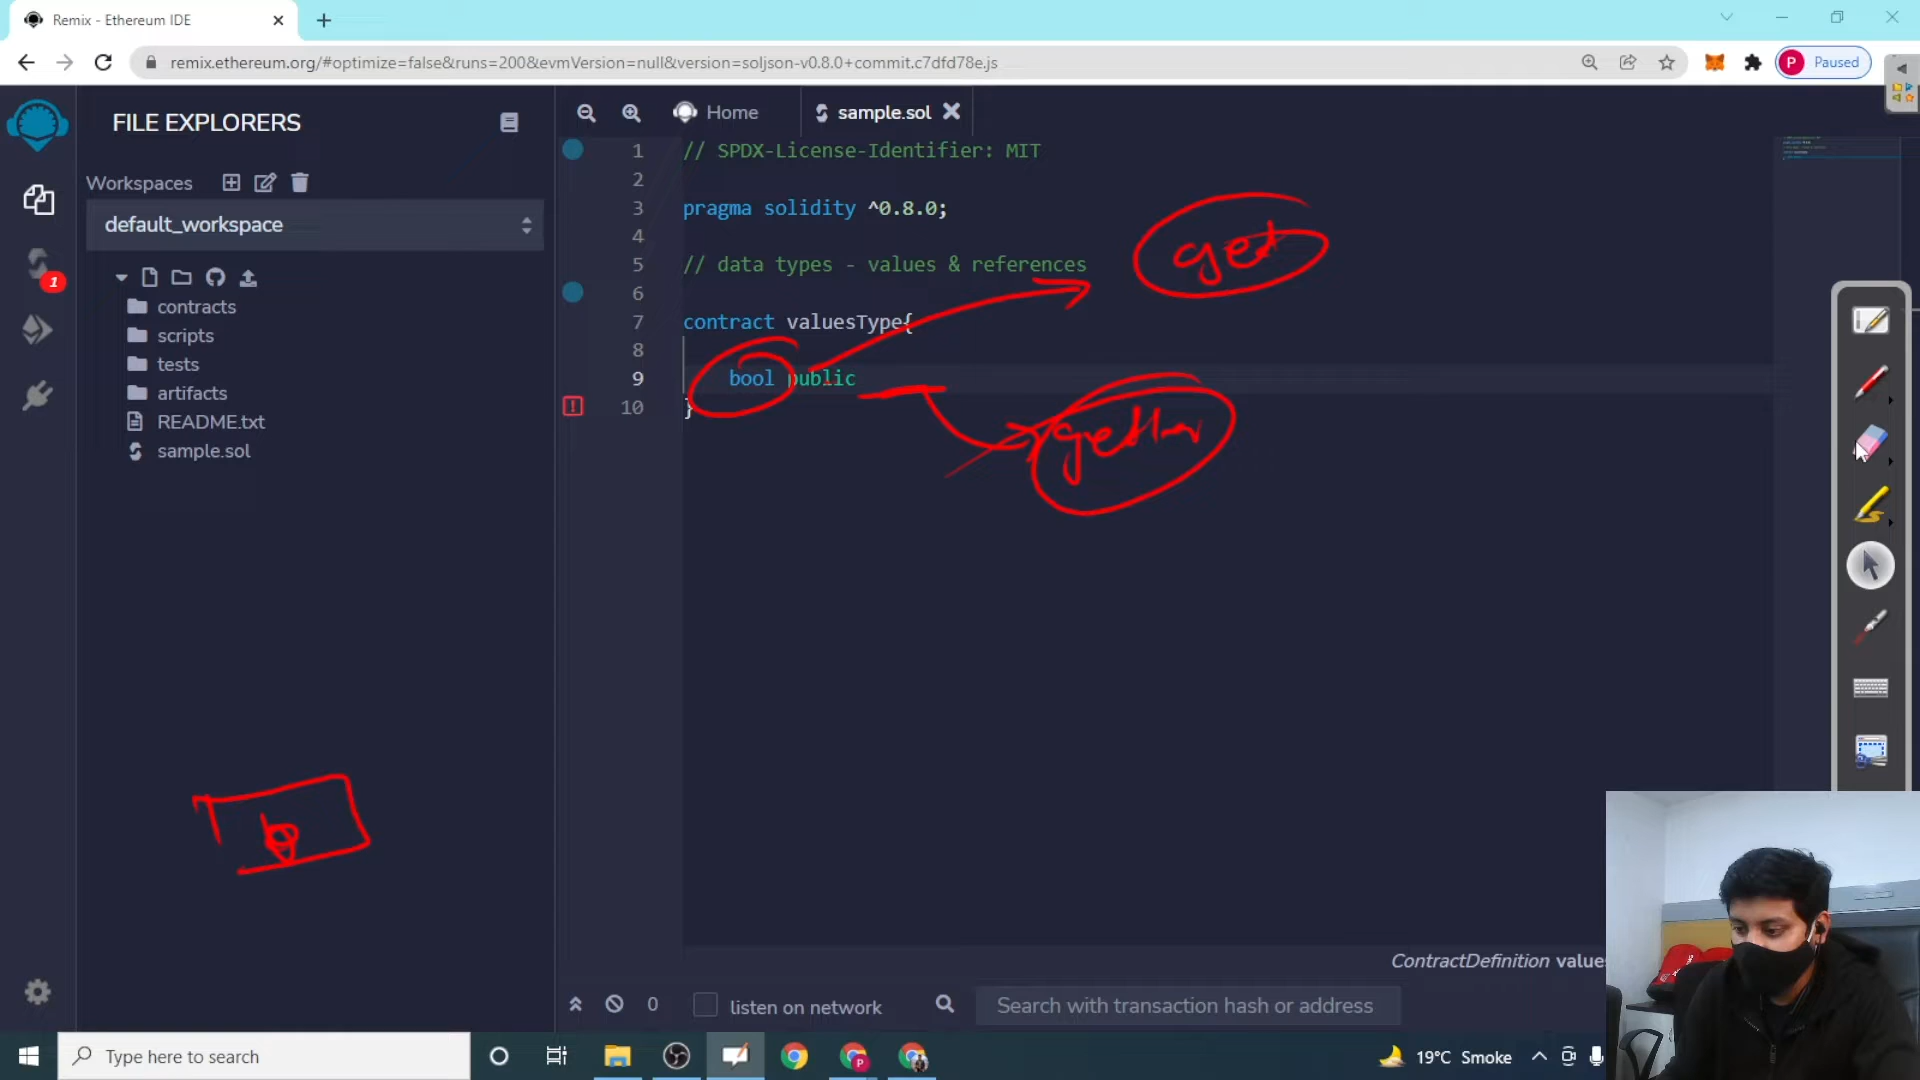 Remix - Ethereum IDE
remix.ethereum.org/#optimize=false&runs=200&evmVersion=null&version=soljson-v0.8.0+commit.c7dfd78e.js
P Paused
FILE EXPLORERS
Home
sample.sol
Workspaces
default_workspace
1
contracts
scripts
tests
artifacts
README.txt
sample.sol
1 // SPDX-License-Identifier: MIT
2
3 pragma solidity ^0.8.0;
4
5 // data types - values & references
6
7 contract valuesType{
8
9 bool public
10 }
get
getter
b
ContractDefinition values
0
listen on network
Search with transaction hash or address
Type here to search
P
19°C Smoke